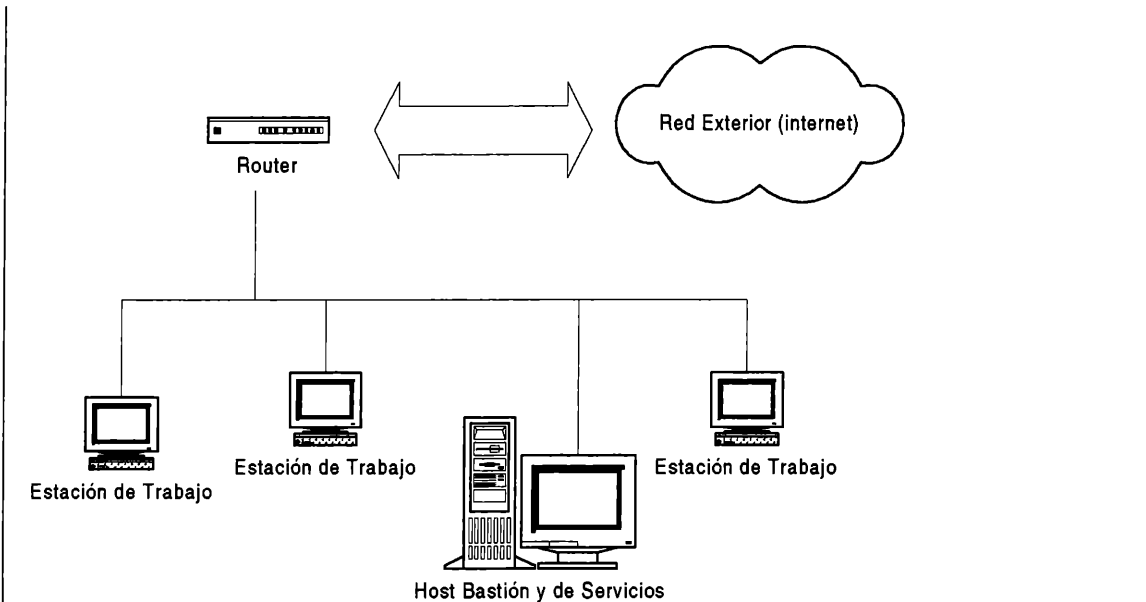 Red Exterior (internet)
Router
Estación de Trabajo
Estación de Trabajo
Estación de Trabajo
Host Bastión y de Servicios